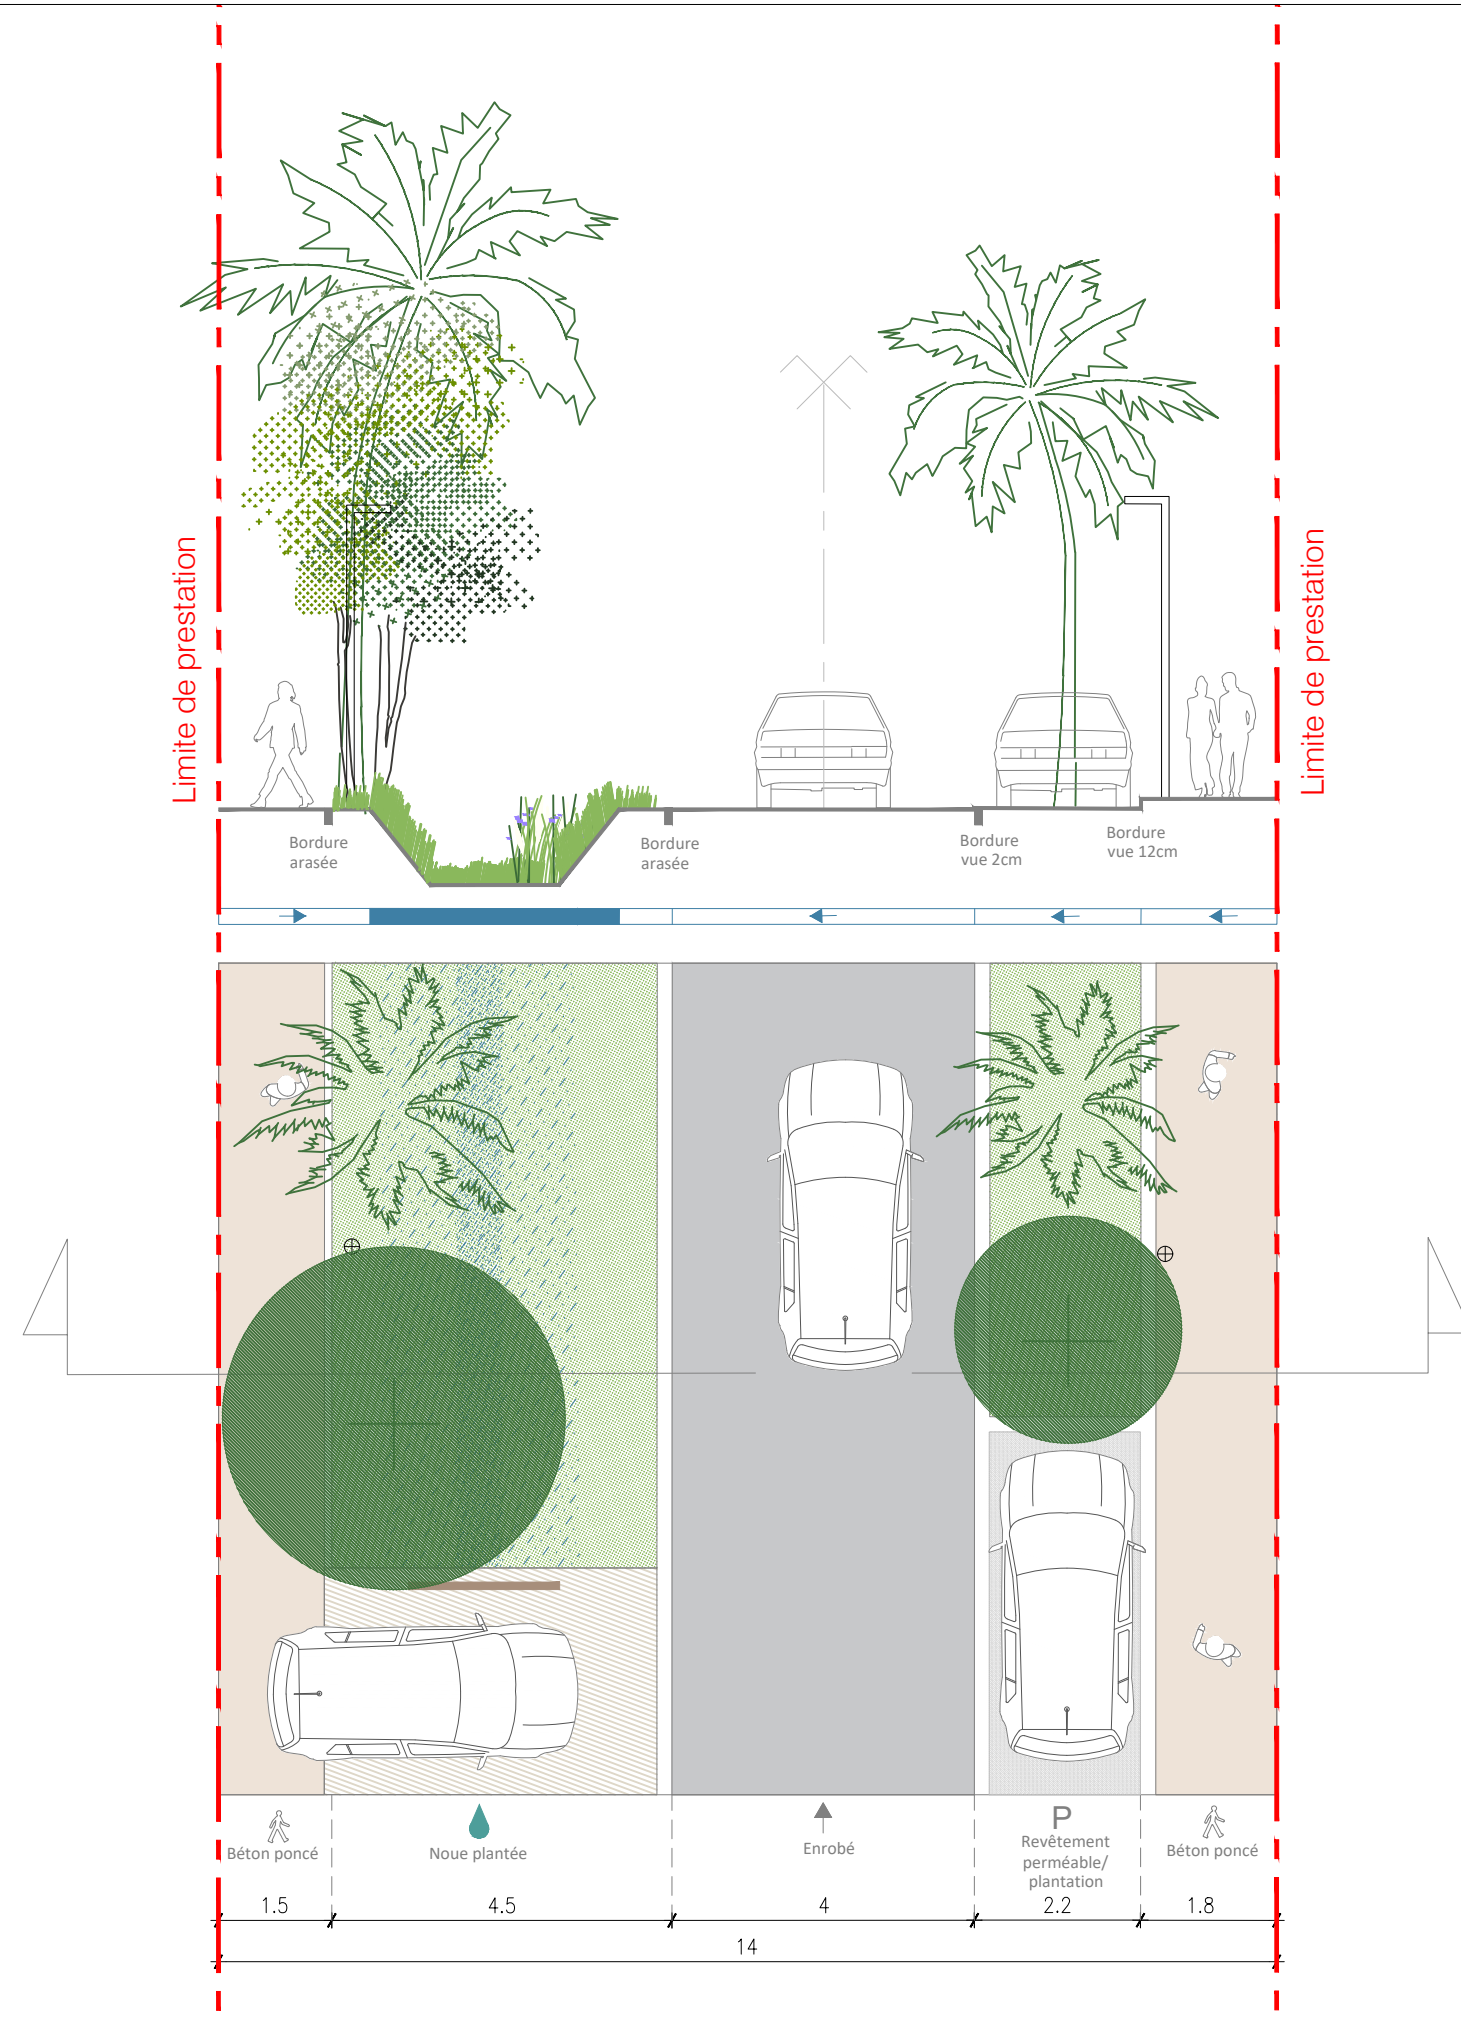 Limite de prestation
Limite de prestation
Bordure
arasée
Bordure
arasée
Bordure
vue 2cm
Bordure
vue 12cm
Béton poncé
Noue plantée
Enrobé
P
Revêtement
perméable/
plantation
Béton poncé
1.5
4.5
4
2.2
1.8
14